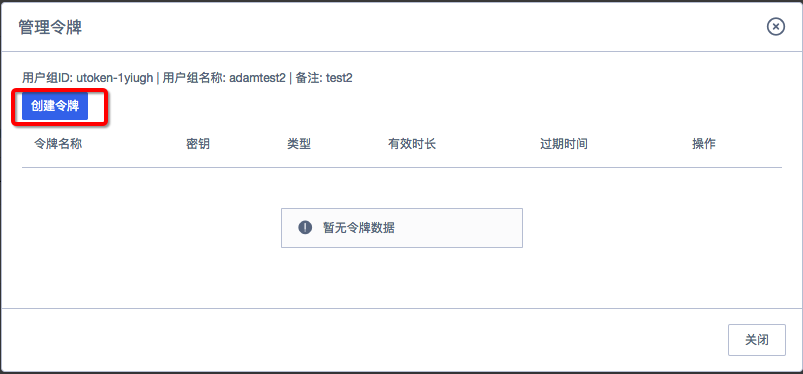 管理令牌
用户组ID: utoken-1yiugh | 用户组名称: adamtest2 | 备注: test2
创建令牌
令牌名称 密钥 类型 有效时长 过期时间 操作
暂无令牌数据
关闭